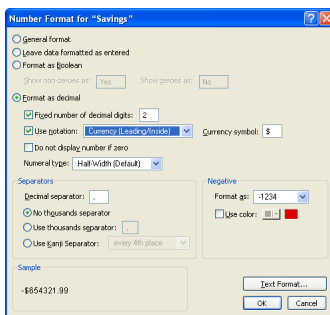 Number Format for “Savings”
General format
Leave data formatted as entered
Format as Boolean
Show non-zeroes as: Yes Show zeroes as: No
Format as decimal
Fixed number of decimal digits: 2
Use notation: Currency (Leading/Inside) Currency symbol: $
Do not display number if zero
Numeral type: Half-Width (Default)
Separators
Decimal separator: .
No thousands separator
Use thousands separator: ,
Use Kanji Separator: every 4th place
Negative
Format as: -1234
Use color:
Sample
-$654321.99
Text Format...
OK Cancel